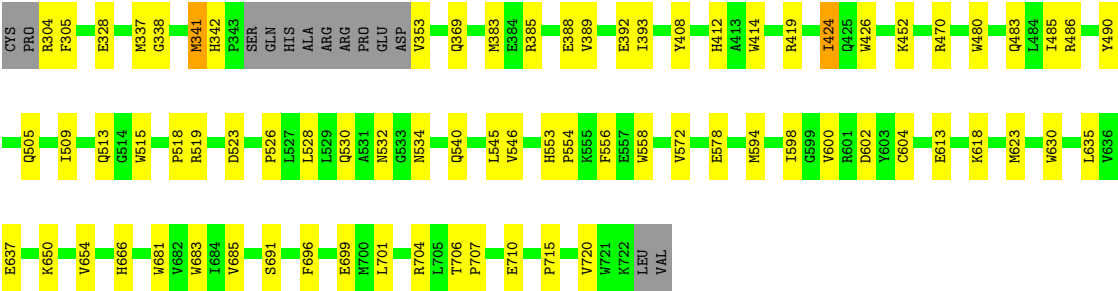 CYS PRO R304 F305 E328 M337 G338 M341 H342 P343 SER GLN HIS ALA ARG ARG PRO GLU ASP V353 Q369 M383 E384 R385 E388 V389 E392 I393 Y408 H412 A413 W414 R419 I424 Q425 W426 K452 R470 W480 Q483 L484 I485 R486 Y490
Q505 I509 Q513 G514 W515 P518 R519 D523 P526 L527 L528 L529 Q530 A531 N532 G533 N534 Q540 L545 V546 H553 P554 K555 F556 E557 W558 V572 E578 M594 I598 G599 V600 R601 D602 Y603 C604 E613 K618 M623 W630 L635 V636
E637 K650 V654 H666 W681 V682 W683 I684 V685 S691 F696 E699 M700 L701 R704 L705 T706 P707 E710 P715 V720 W721 K722 LEU VAL